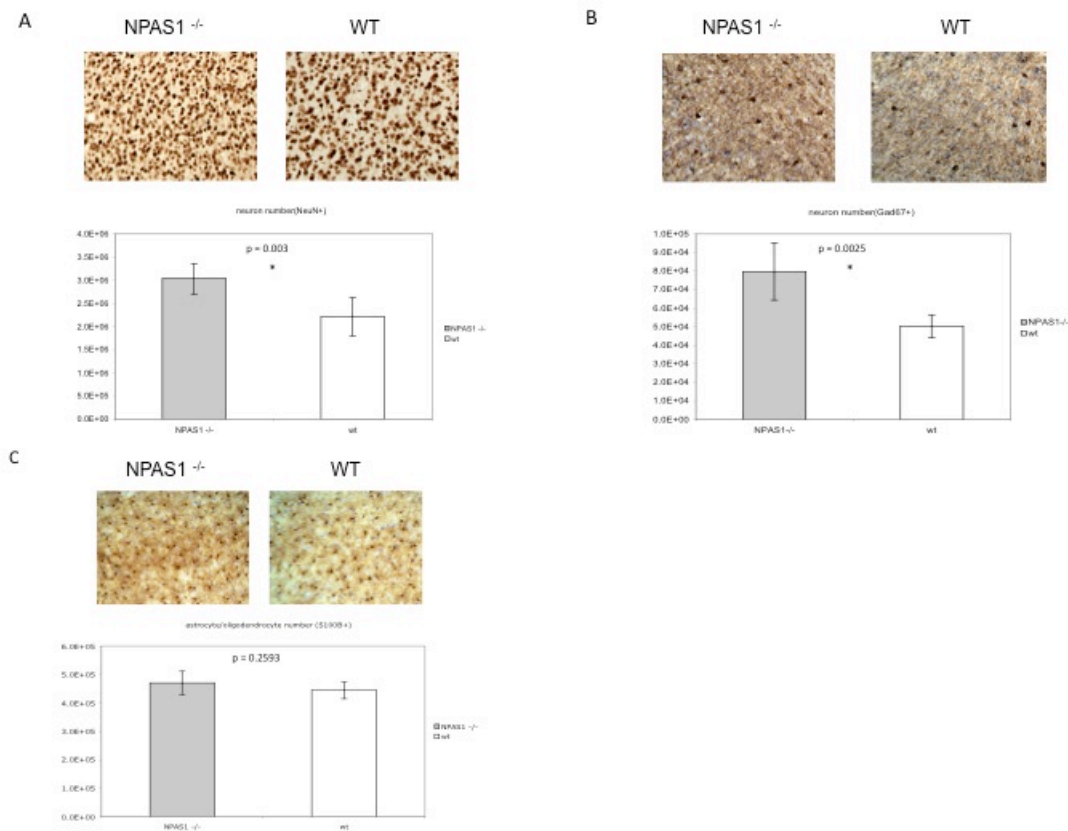 A
NPAS1 -/-
WT
neuron number(NeuN+)
4.0E+06
3.5E+06
3.0E+06
2.5E+06
2.0E+06
1.5E+06
1.0E+06
5.0E+05
0.0E+00
p = 0.003
*
NPAS1 -/-
wt
NPAS1 -/-
wt
B
NPAS1 -/-
WT
neuron number(Gad67+)
1.0E+05
9.0E+04
8.0E+04
7.0E+04
6.0E+04
5.0E+04
4.0E+04
3.0E+04
2.0E+04
1.0E+04
0.0E+00
p = 0.0025
*
NPAS1-/-
wt
NPAS1-/-
wt
C
NPAS1 -/-
WT
astrocyte/oligodendrocyte number (S100B+)
6.0E+05
5.0E+05
4.0E+05
3.0E+05
2.0E+05
1.0E+05
0.0E+00
p = 0.2593
NPAS1 -/-
wt
NPAS1 -/-
wt